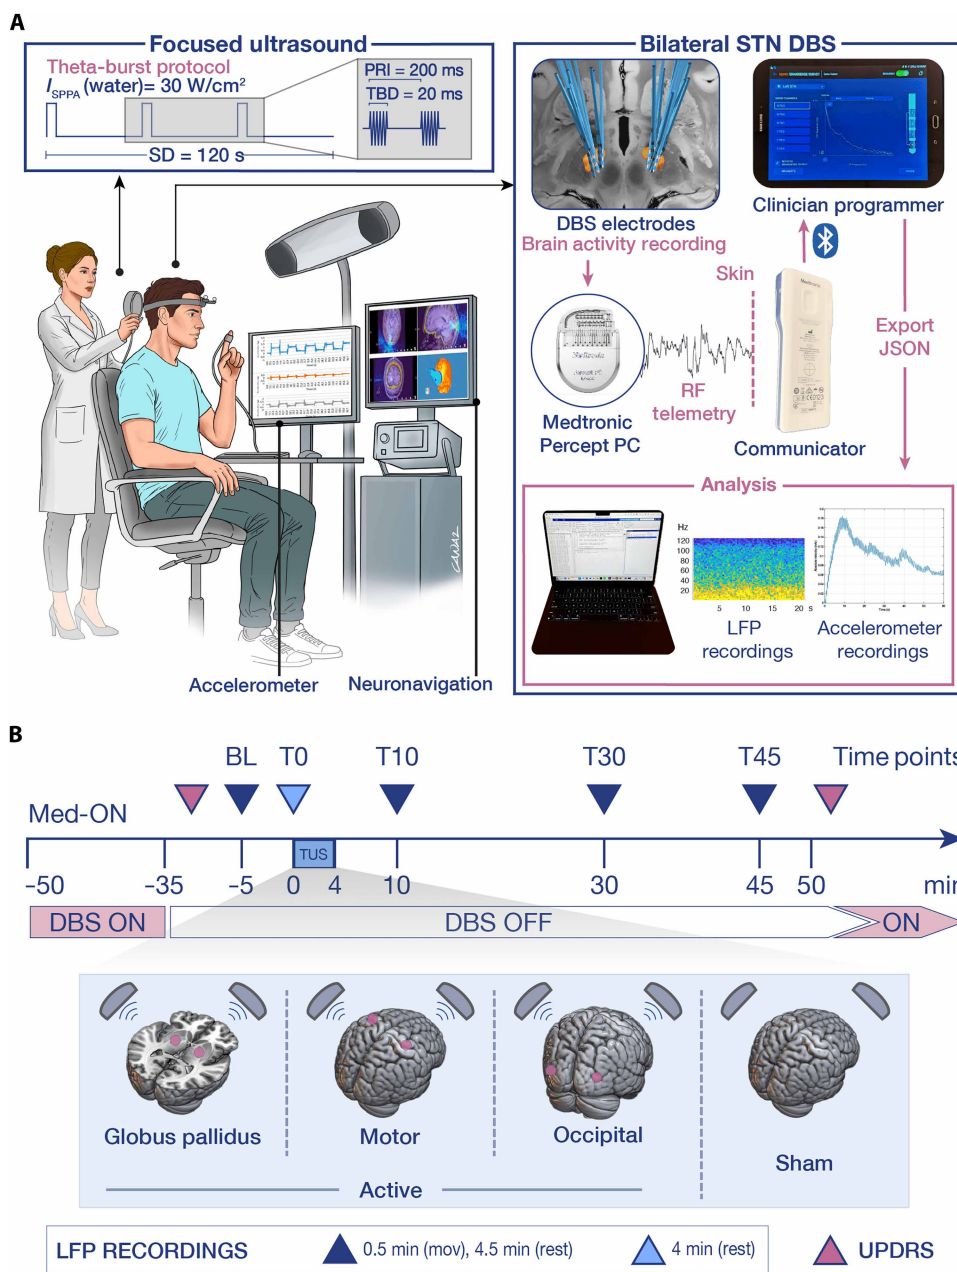 A
Focused ultrasound
Theta-burst protocol
I SPPA (water)= 30 W/cm²
PRI = 200 ms
TBD = 20 ms
SD = 120 s
Accelerometer
Neuronavigation
CANAZ
Bilateral STN DBS
DBS electrodes
Brain activity recording
SAMSUNG
Clinician programmer
Skin
Medtronic
Export
JSON
RF
telemetry
Medtronic
Percept PC
Communicator
Analysis
Hz
120
100
80
60
40
20
5 10 15 20 s
LFP
recordings
Accelerometer
recordings
B
BL T0 T10 T30 T45 Time points
Med-ON
TUS
–50 –35 –5 0 4 10 30 45 50 min
DBS ON DBS OFF ON
Globus pallidus
Motor
Occipital
Sham
Active
LFP RECORDINGS 0.5 min (mov), 4.5 min (rest) 4 min (rest) UPDRS